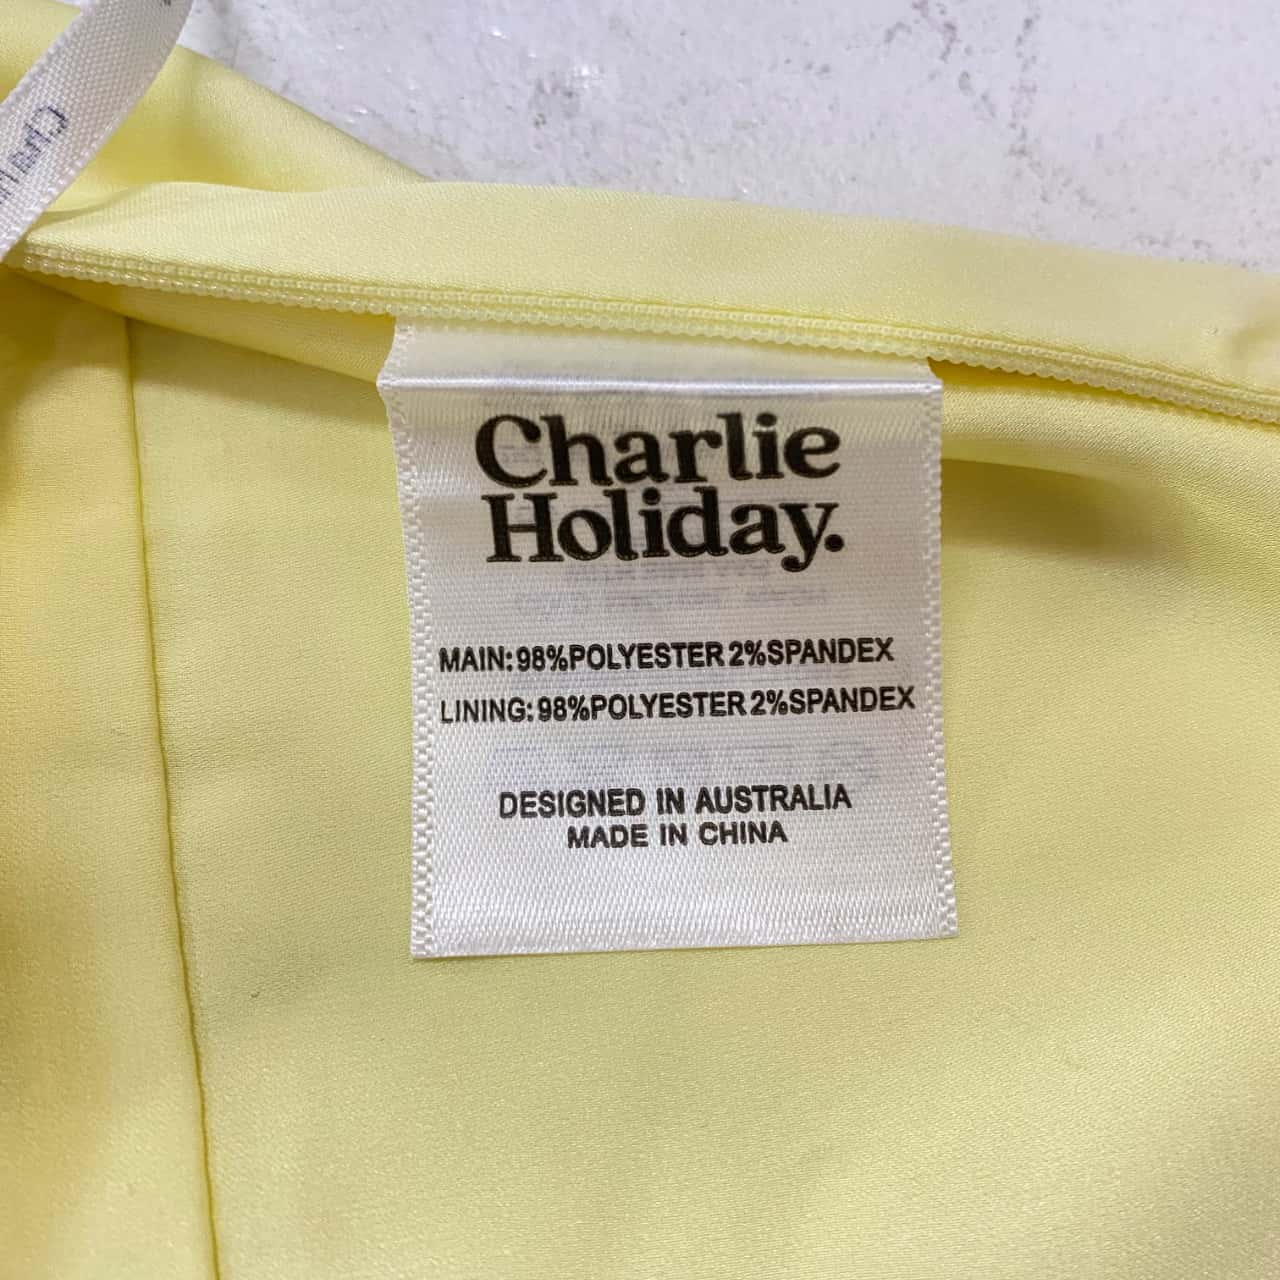 Charlie
Holiday.
MAIN:98%POLYESTER 2%SPANDEX
LINING:98%POLYESTER 2%SPANDEX
DESIGNED IN AUSTRALIA
MADE IN CHINA